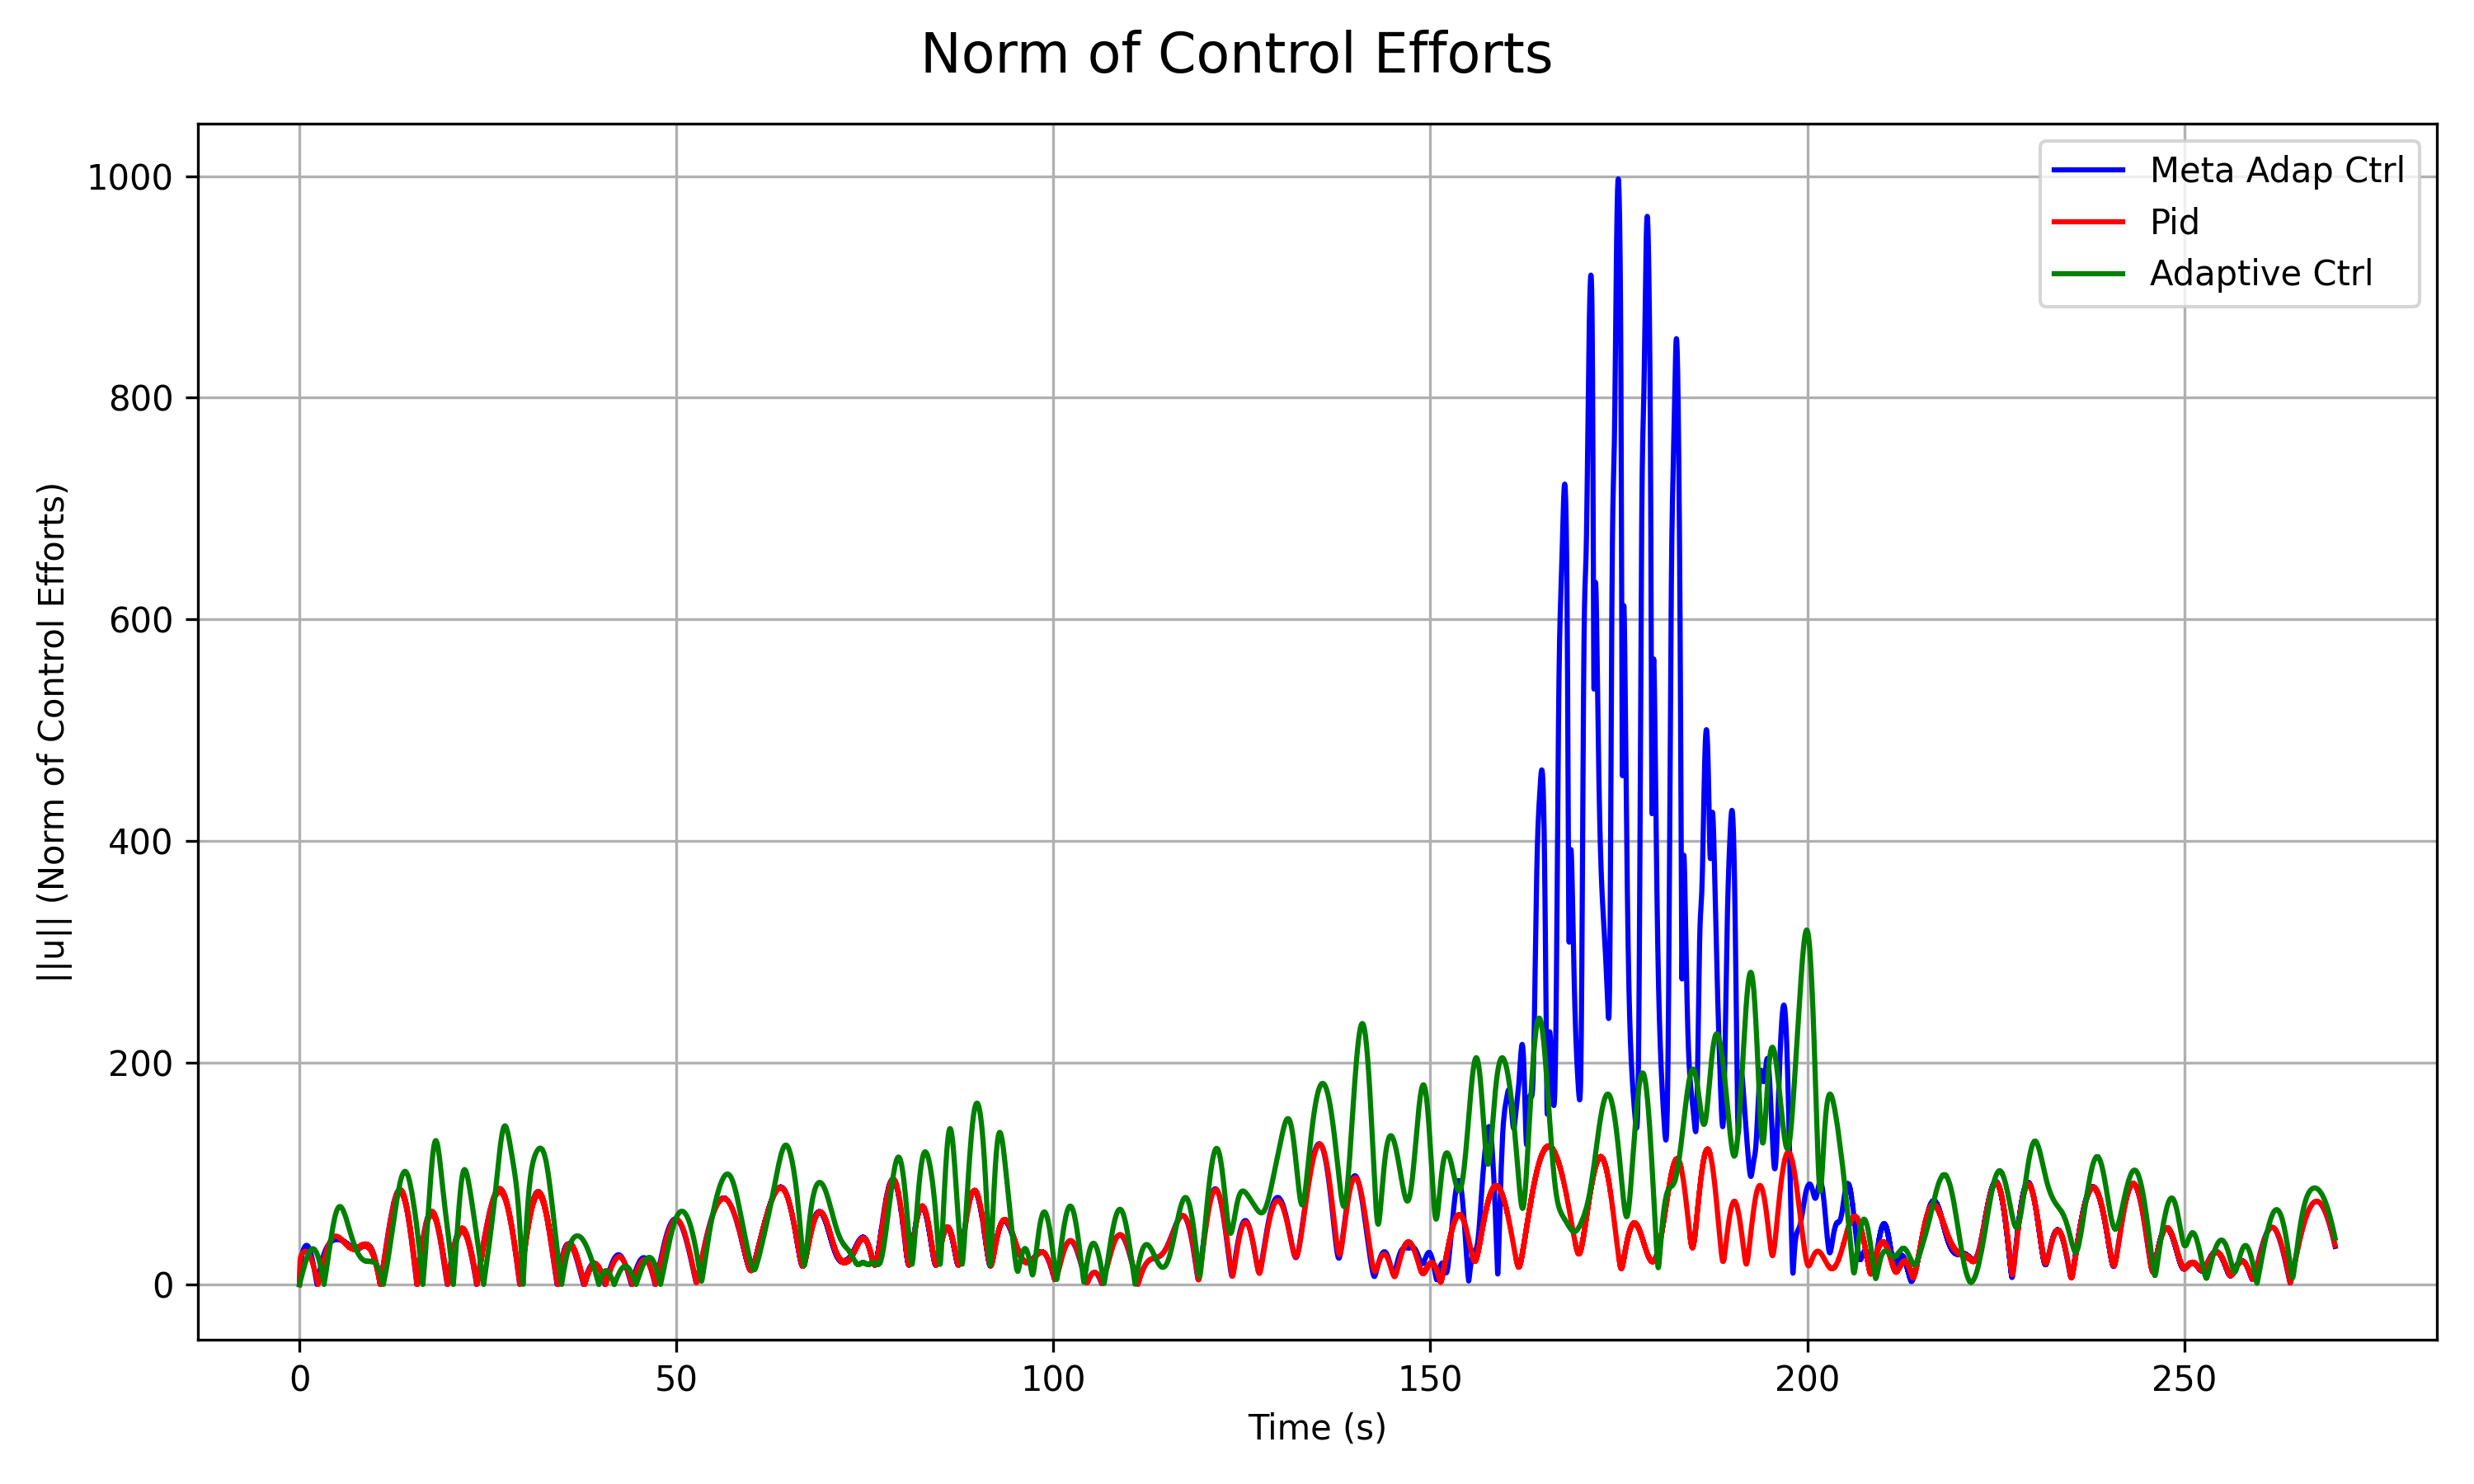 Norm of Control Efforts
1000
800
600
400
200
0
||u|| (Norm of Control Efforts)
Meta Adap Ctrl
Pid
Adaptive Ctrl
0 50 100 150 200 250
Time (s)